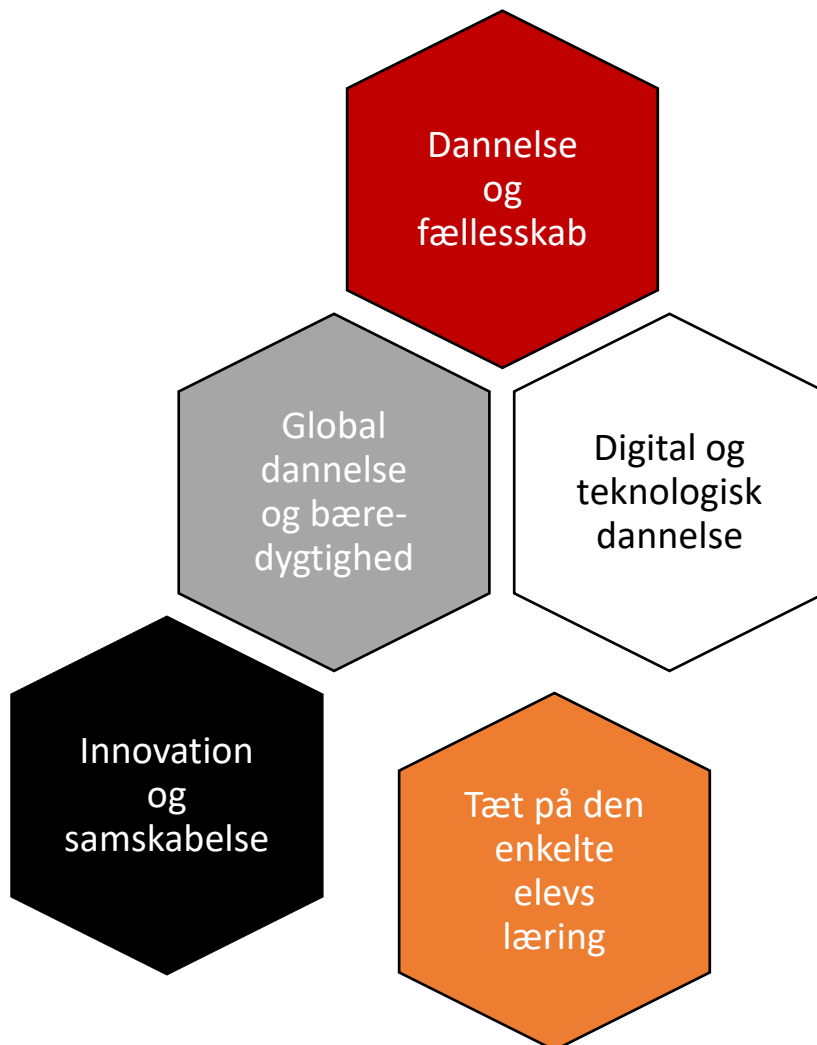 Dannelse
og
fællesskab
Global
dannelse
og bære-
dygtighed
Digital og
teknologisk
dannelse
Innovation
og
samskabelse
Tæt på den
enkelte
elevs
læring